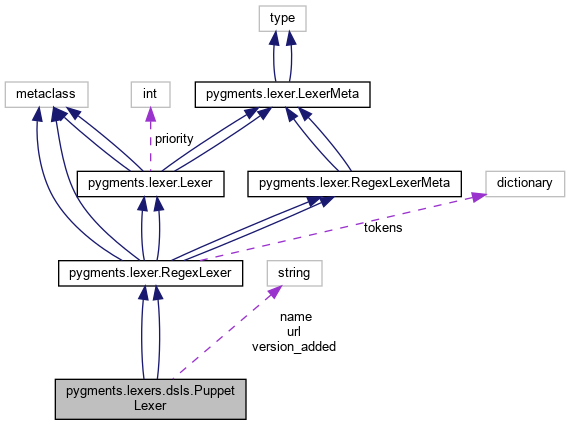 type
metaclass
int
pygments.lexer.LexerMeta
priority
pygments.lexer.Lexer
pygments.lexer.RegexLexerMeta
dictionary
tokens
pygments.lexer.RegexLexer
string
name
url
version_added
pygments.lexers.dsls.Puppet
Lexer